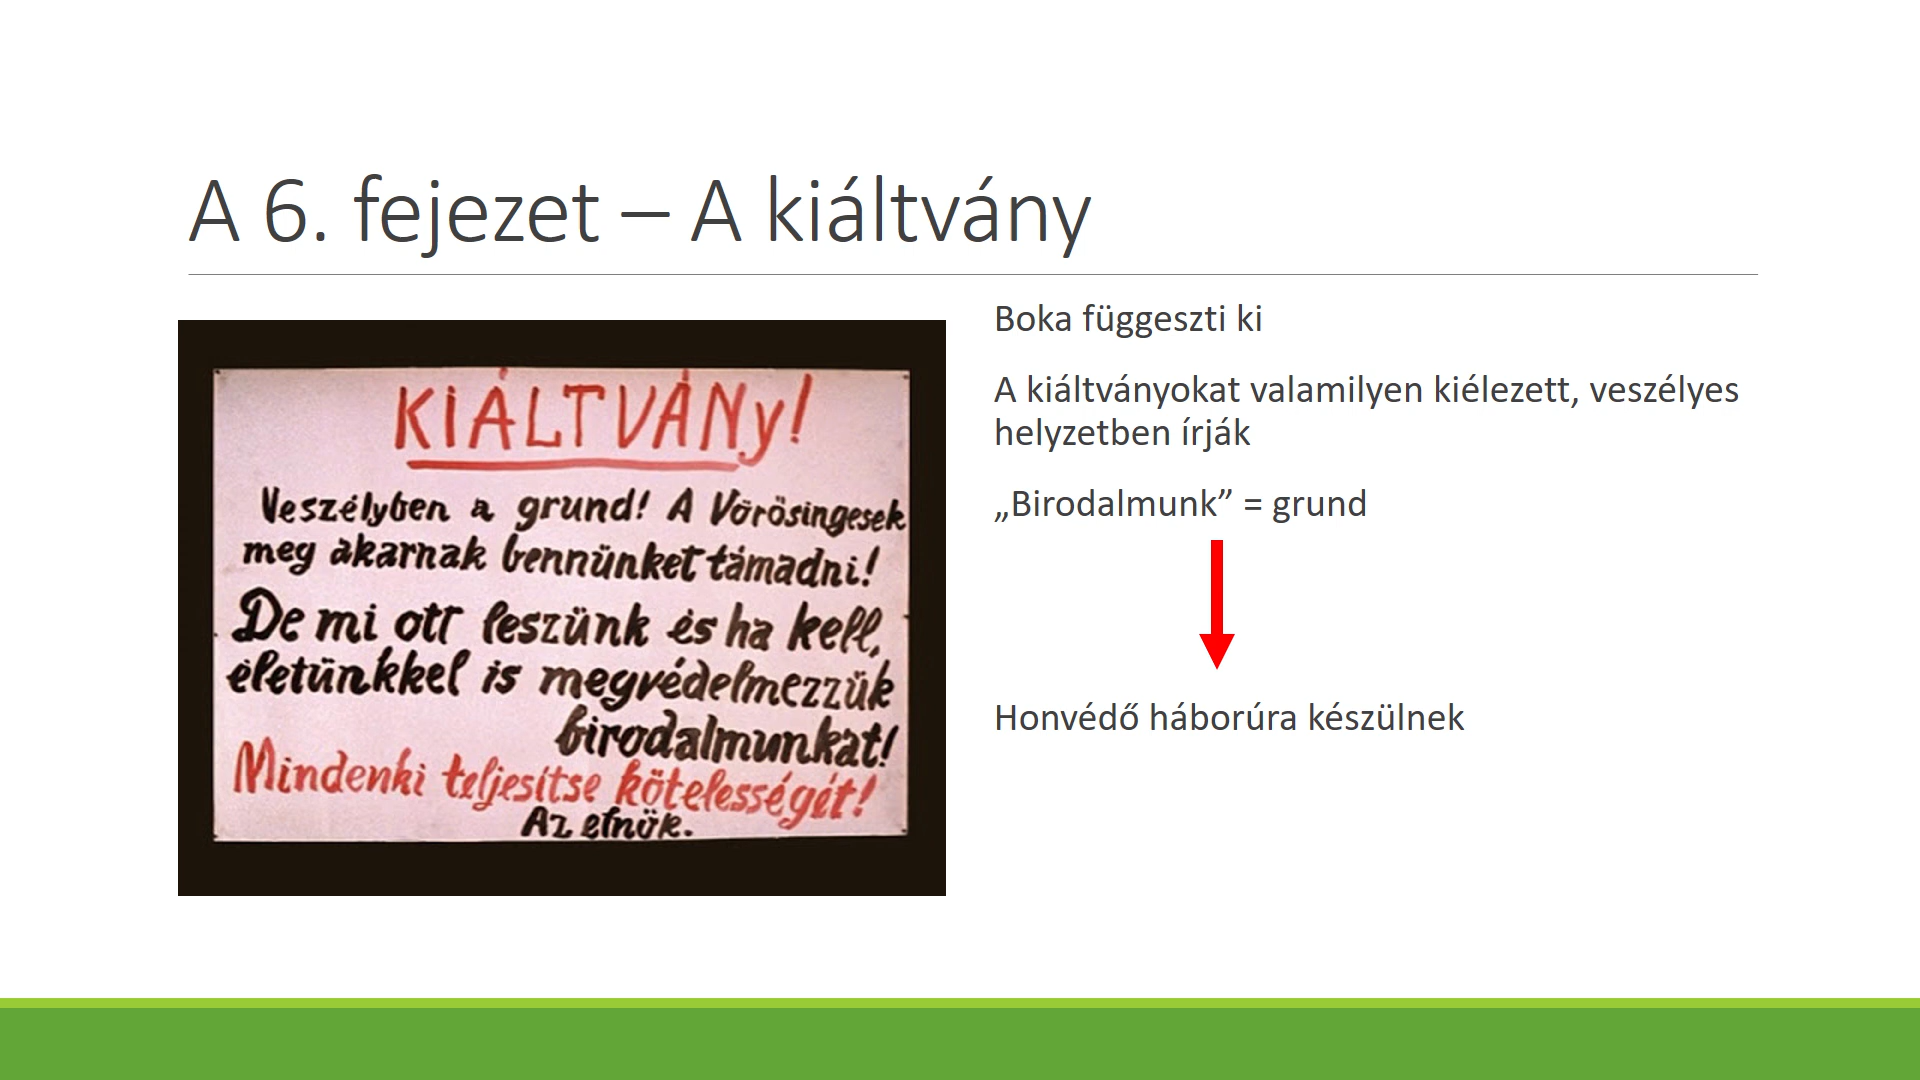 A 6. fejezet – A kiáltvány
KIÁLTVÁNy!
Veszélyben a grund! A Vörösingesek
meg akarnak bennünket támadni!
De mi ott leszünk és ha kell,
életünkkel is megvédelmezzük
birodalmunkat!
Mindenki teljesítse kötelességét!
Az elnök.
Boka függeszti ki
A kiáltványokat valamilyen kiélezett, veszélyes
helyzetben írják
„Birodalmunk” = grund
Honvédő háborúra készülnek